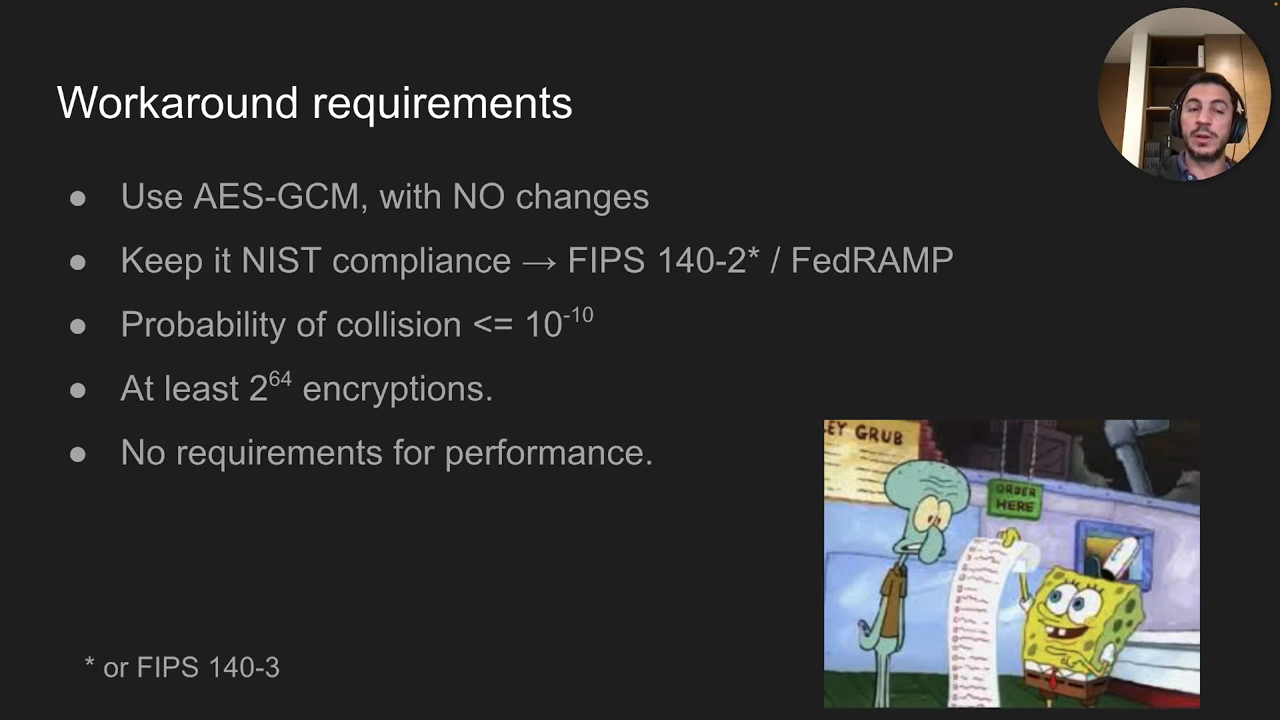 Workaround requirements
● Use AES-GCM, with NO changes
● Keep it NIST compliance → FIPS 140-2* / FedRAMP
● Probability of collision <= 10⁻¹⁰
● At least 2⁶⁴ encryptions.
● No requirements for performance.
EY GRUB
ORDER
HERE
* or FIPS 140-3